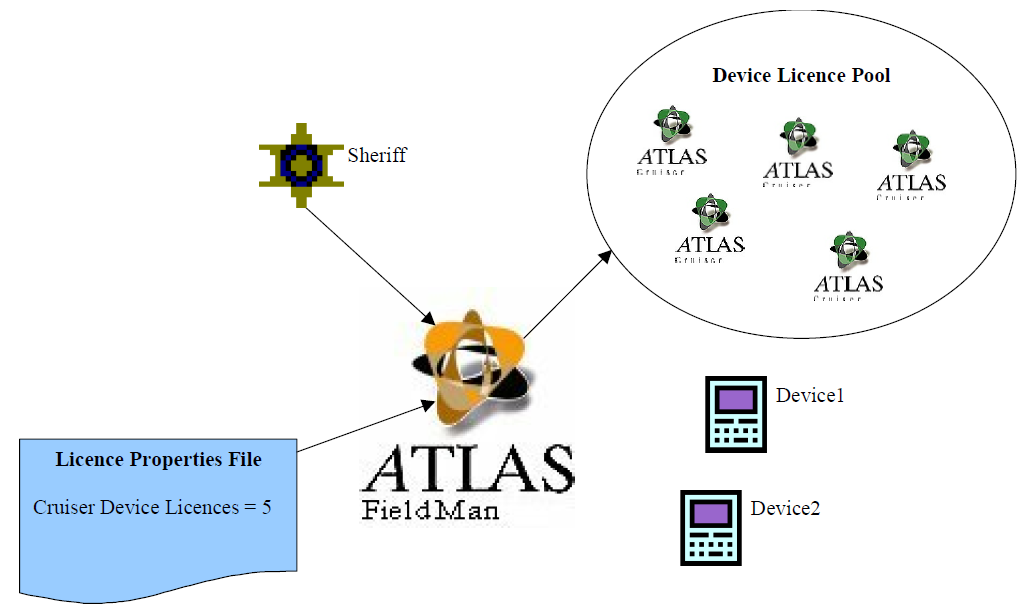 Device Licence Pool
ATLAS
Cruiser
ATLAS
Cruiser
ATLAS
Cruiser
ATLAS
Cruiser
ATLAS
Cruiser
Sheriff
ATLAS
FieldMan
Licence Properties File
Cruiser Device Licences = 5
Device1
Device2